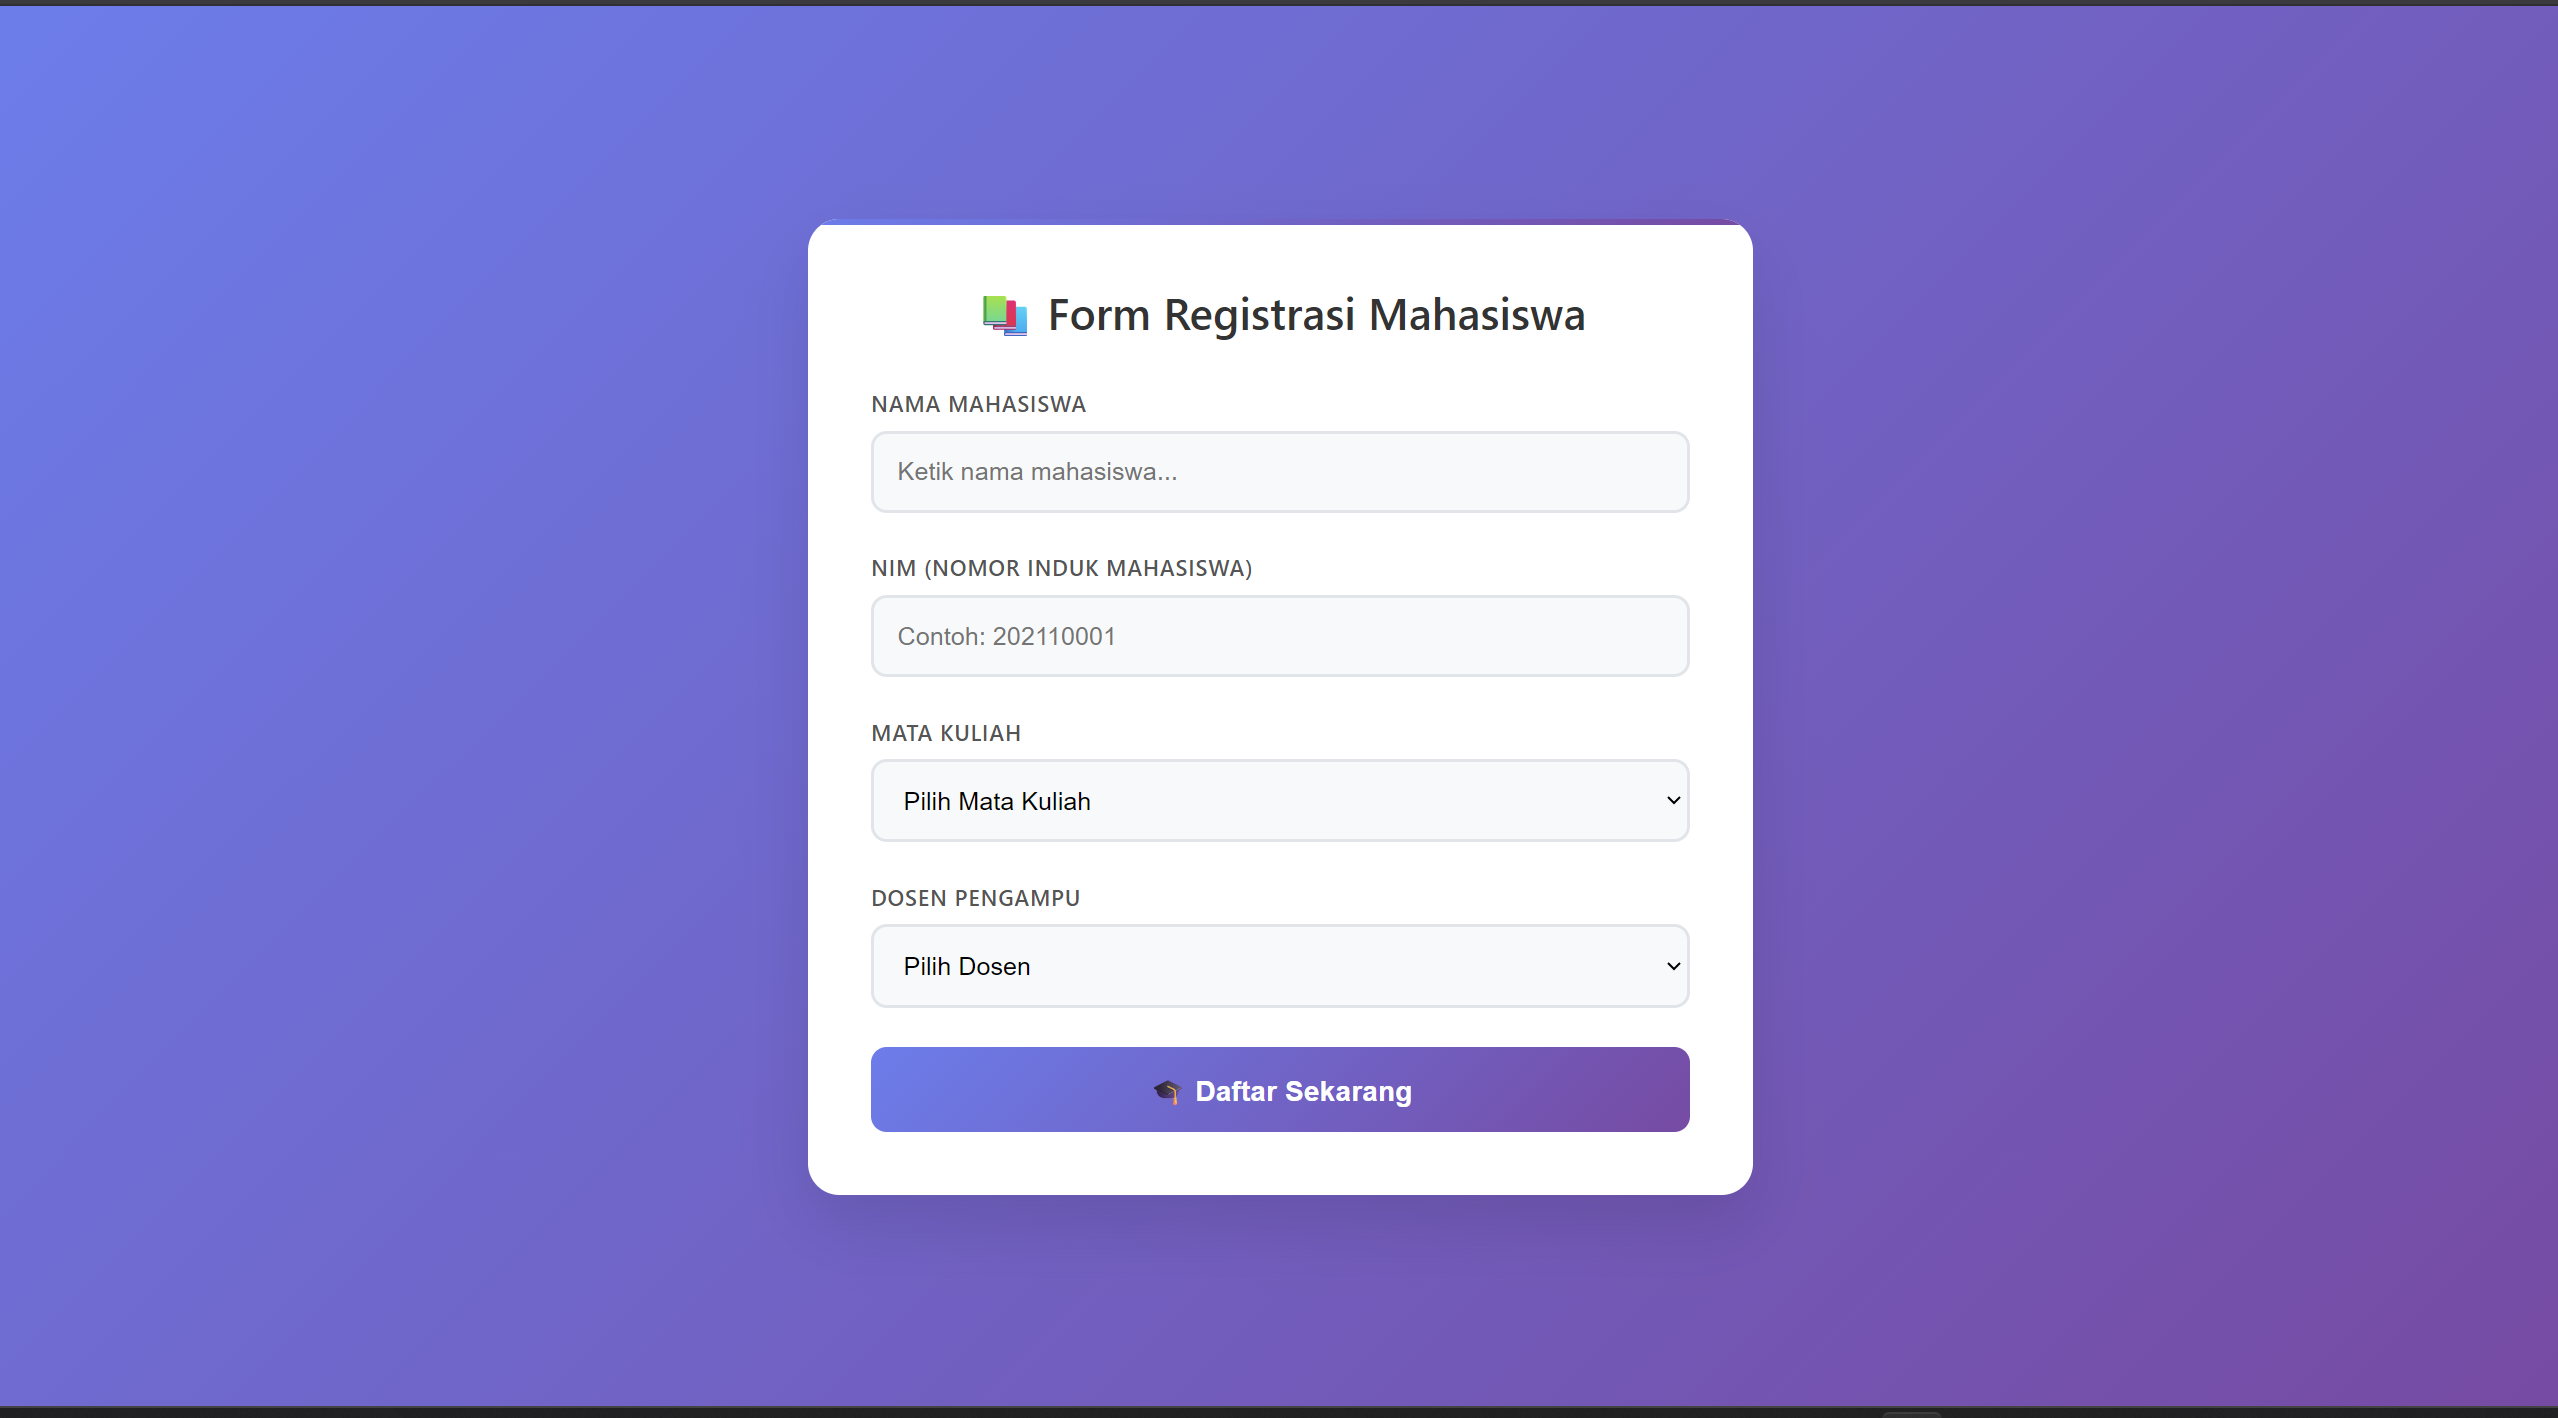 Form Registrasi Mahasiswa
NAMA MAHASISWA
Ketik nama mahasiswa...
NIM (NOMOR INDUK MAHASISWA)
Contoh: 202110001
MATA KULIAH
Pilih Mata Kuliah
DOSEN PENGAMPU
Pilih Dosen
Daftar Sekarang